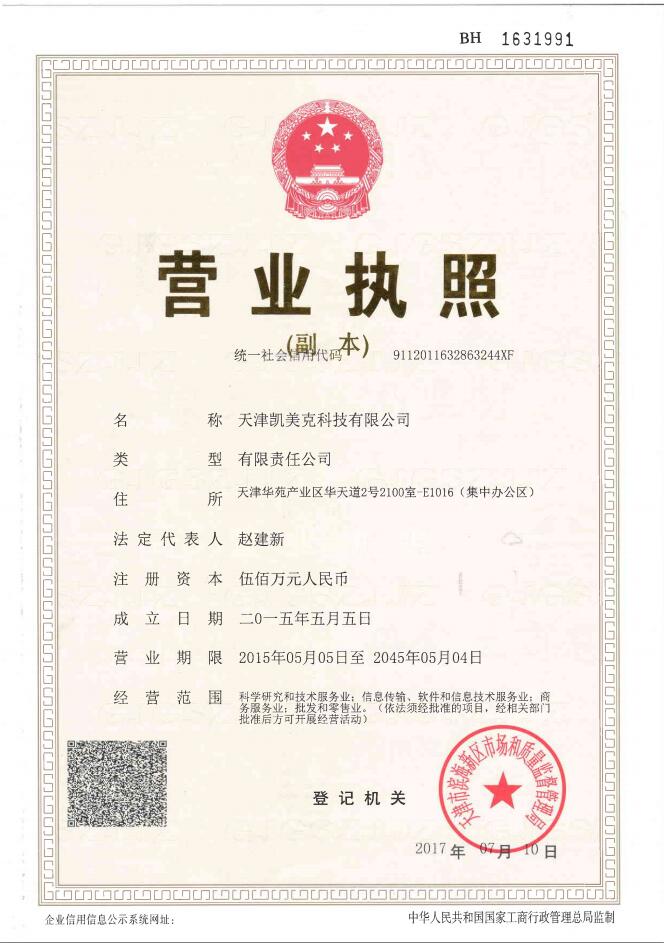 BH 1631991
营业执照
(副 本)
统一社会信用代码 9112011632863244XF
名 称 天津凯美克科技有限公司
类 型 有限责任公司
住 所 天津华苑产业区华天道2号2100室-E1016（集中办公区）
法定代表人 赵建新
注册资本 伍佰万元人民币
成立日期 二0一五年五月五日
营业期限 2015年05月05日至 2045年05月04日
经营范围 科学研究和技术服务业；信息传输、软件和信息技术服务业；商
务服务业；批发和零售业。（依法须经批准的项目，经相关部门
批准后方可开展经营活动）
天津市滨海新区市场和质量监督管理局
登记机关
2017 年 07 月 10 日
企业信用信息公示系统网址：
中华人民共和国国家工商行政管理总局监制